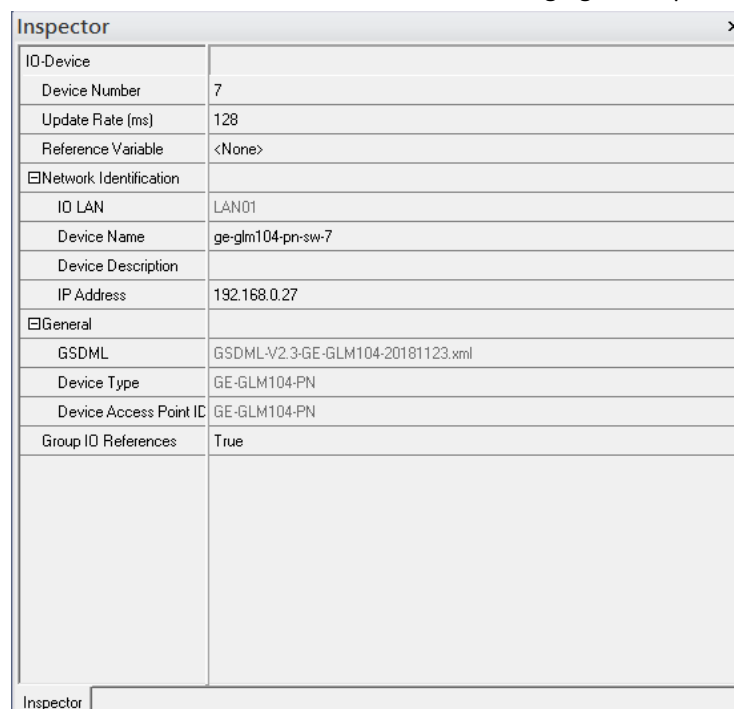 Inspector ×
IO-Device
Device Number 7
Update Rate (ms) 128
Reference Variable <None>
Network Identification
IO LAN LAN01
Device Name ge-glm104-pn-sw-7
Device Description
IP Address 192.168.0.27
General
GSDML GSDML-V2.3-GE-GLM104-20181123.xml
Device Type GE-GLM104-PN
Device Access Point ID GE-GLM104-PN
Group IO References True
Inspector